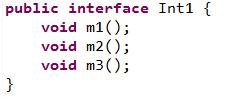 public interface Int1 {
    void m1();
    void m2();
    void m3();
}